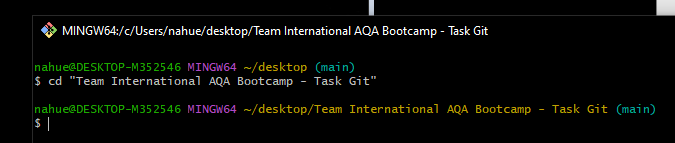 MINGW64:/c/Users/nahue/desktop/Team International AQA Bootcamp - Task Git
nahue@DESKTOP-M352546 MINGW64 ~/desktop (main)
$ cd "Team International AQA Bootcamp - Task Git"
nahue@DESKTOP-M352546 MINGW64 ~/desktop/Team International AQA Bootcamp - Task Git (main)
$